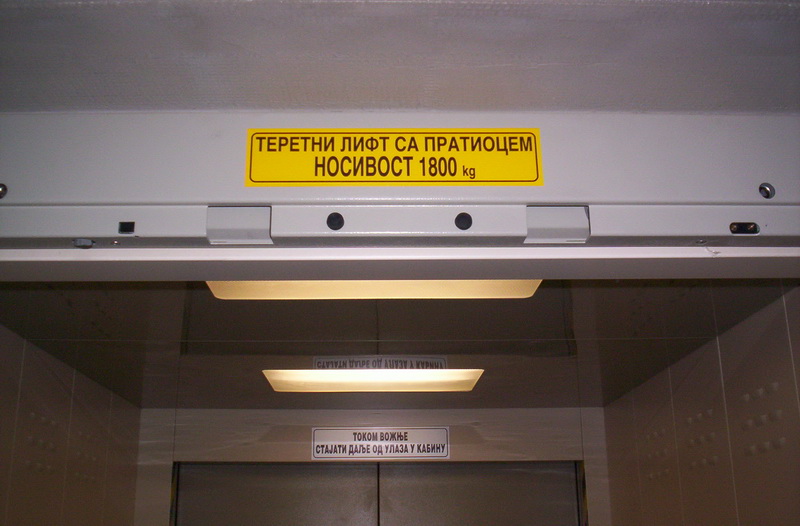 ТЕРЕТНИ ЛИФТ СА ПРАТИОЦЕМ
НОСИВОСТ 1800 kg
ТОКОМ ВОЖЊЕ
СТАЈАТИ ДАЉЕ ОД УЛАЗА У КАБИНУ